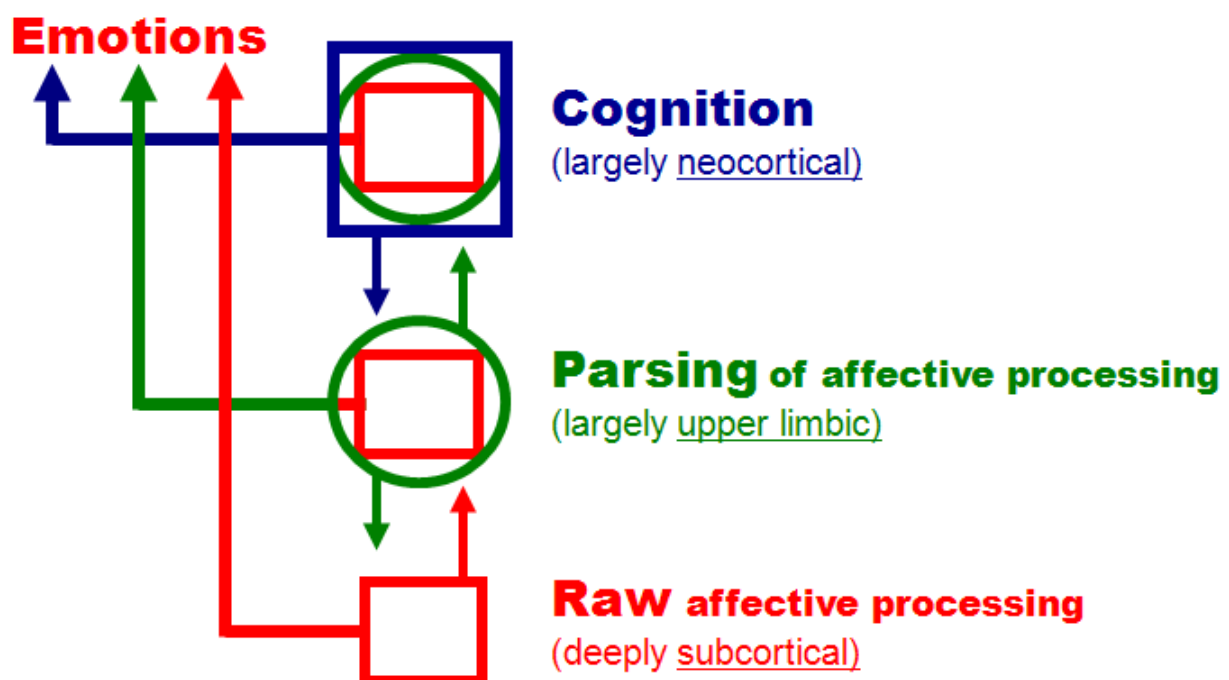 Emotions
Cognition
(largely neocortical)
Parsing of affective processing
(largely upper limbic)
Raw affective processing
(deeply subcortical)